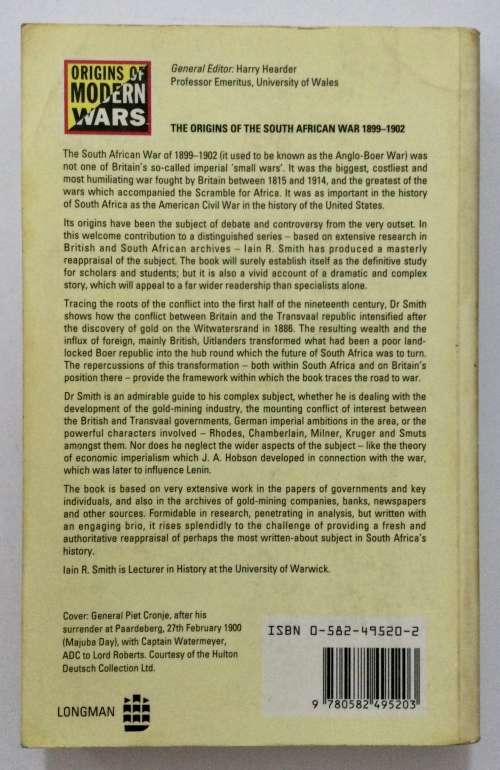 ORIGINS OF
MODERN
WARS
General Editor: Harry Hearder
Professor Emeritus, University of Wales
THE ORIGINS OF THE SOUTH AFRICAN WAR 1899–1902
The South African War of 1899–1902 (it used to be known as the Anglo-Boer War) was
not one of Britain's so-called imperial 'small wars'. It was the biggest, costliest and
most humiliating war fought by Britain between 1815 and 1914, and the greatest of the
wars which accompanied the Scramble for Africa. It was as important in the history
of South Africa as the American Civil War in the history of the United States.
Its origins have been the subject of debate and controversy from the very outset. In
this welcome contribution to a distinguished series – based on extensive research in
British and South African archives – Iain R. Smith has produced a masterly
reappraisal of the subject. The book will surely establish itself as the definitive study
for scholars and students; but it is also a vivid account of a dramatic and complex
story, which will appeal to a far wider readership than specialists alone.
Tracing the roots of the conflict into the first half of the nineteenth century, Dr Smith
shows how the conflict between Britain and the Transvaal republic intensified after
the discovery of gold on the Witwatersrand in 1886. The resulting wealth and the
influx of foreign, mainly British, Uitlanders transformed what had been a poor land-
locked Boer republic into the hub round which the future of South Africa was to turn.
The repercussions of this transformation – both within South Africa and on Britain's
position there – provide the framework within which the book traces the road to war.
Dr Smith is an admirable guide to his complex subject, whether he is dealing with the
development of the gold-mining industry, the mounting conflict of interest between
the British and Transvaal governments, German imperial ambitions in the area, or the
powerful characters involved – Rhodes, Chamberlain, Milner, Kruger and Smuts
amongst them. Nor does he neglect the wider aspects of the subject – like the theory
of economic imperialism which J. A. Hobson developed in connection with the war,
which was later to influence Lenin.
The book is based on very extensive work in the papers of governments and key
individuals, and also in the archives of gold-mining companies, banks, newspapers
and other sources. Formidable in research, penetrating in analysis, but written with
an engaging brio, it rises splendidly to the challenge of providing a fresh and
authoritative reappraisal of perhaps the most written-about subject in South Africa's
history.
Iain R. Smith is Lecturer in History at the University of Warwick.
Cover: General Piet Cronje, after his
surrender at Paardeberg, 27th February 1900
(Majuba Day), with Captain Watermeyer,
ADC to Lord Roberts. Courtesy of the Hulton
Deutsch Collection Ltd.
LONGMAN
ISBN 0-582-49520-2
9 780582 495203